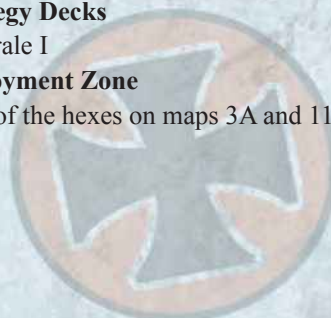 egy Decks
rale I
oyment Zone
of the hexes on maps 3A and 11